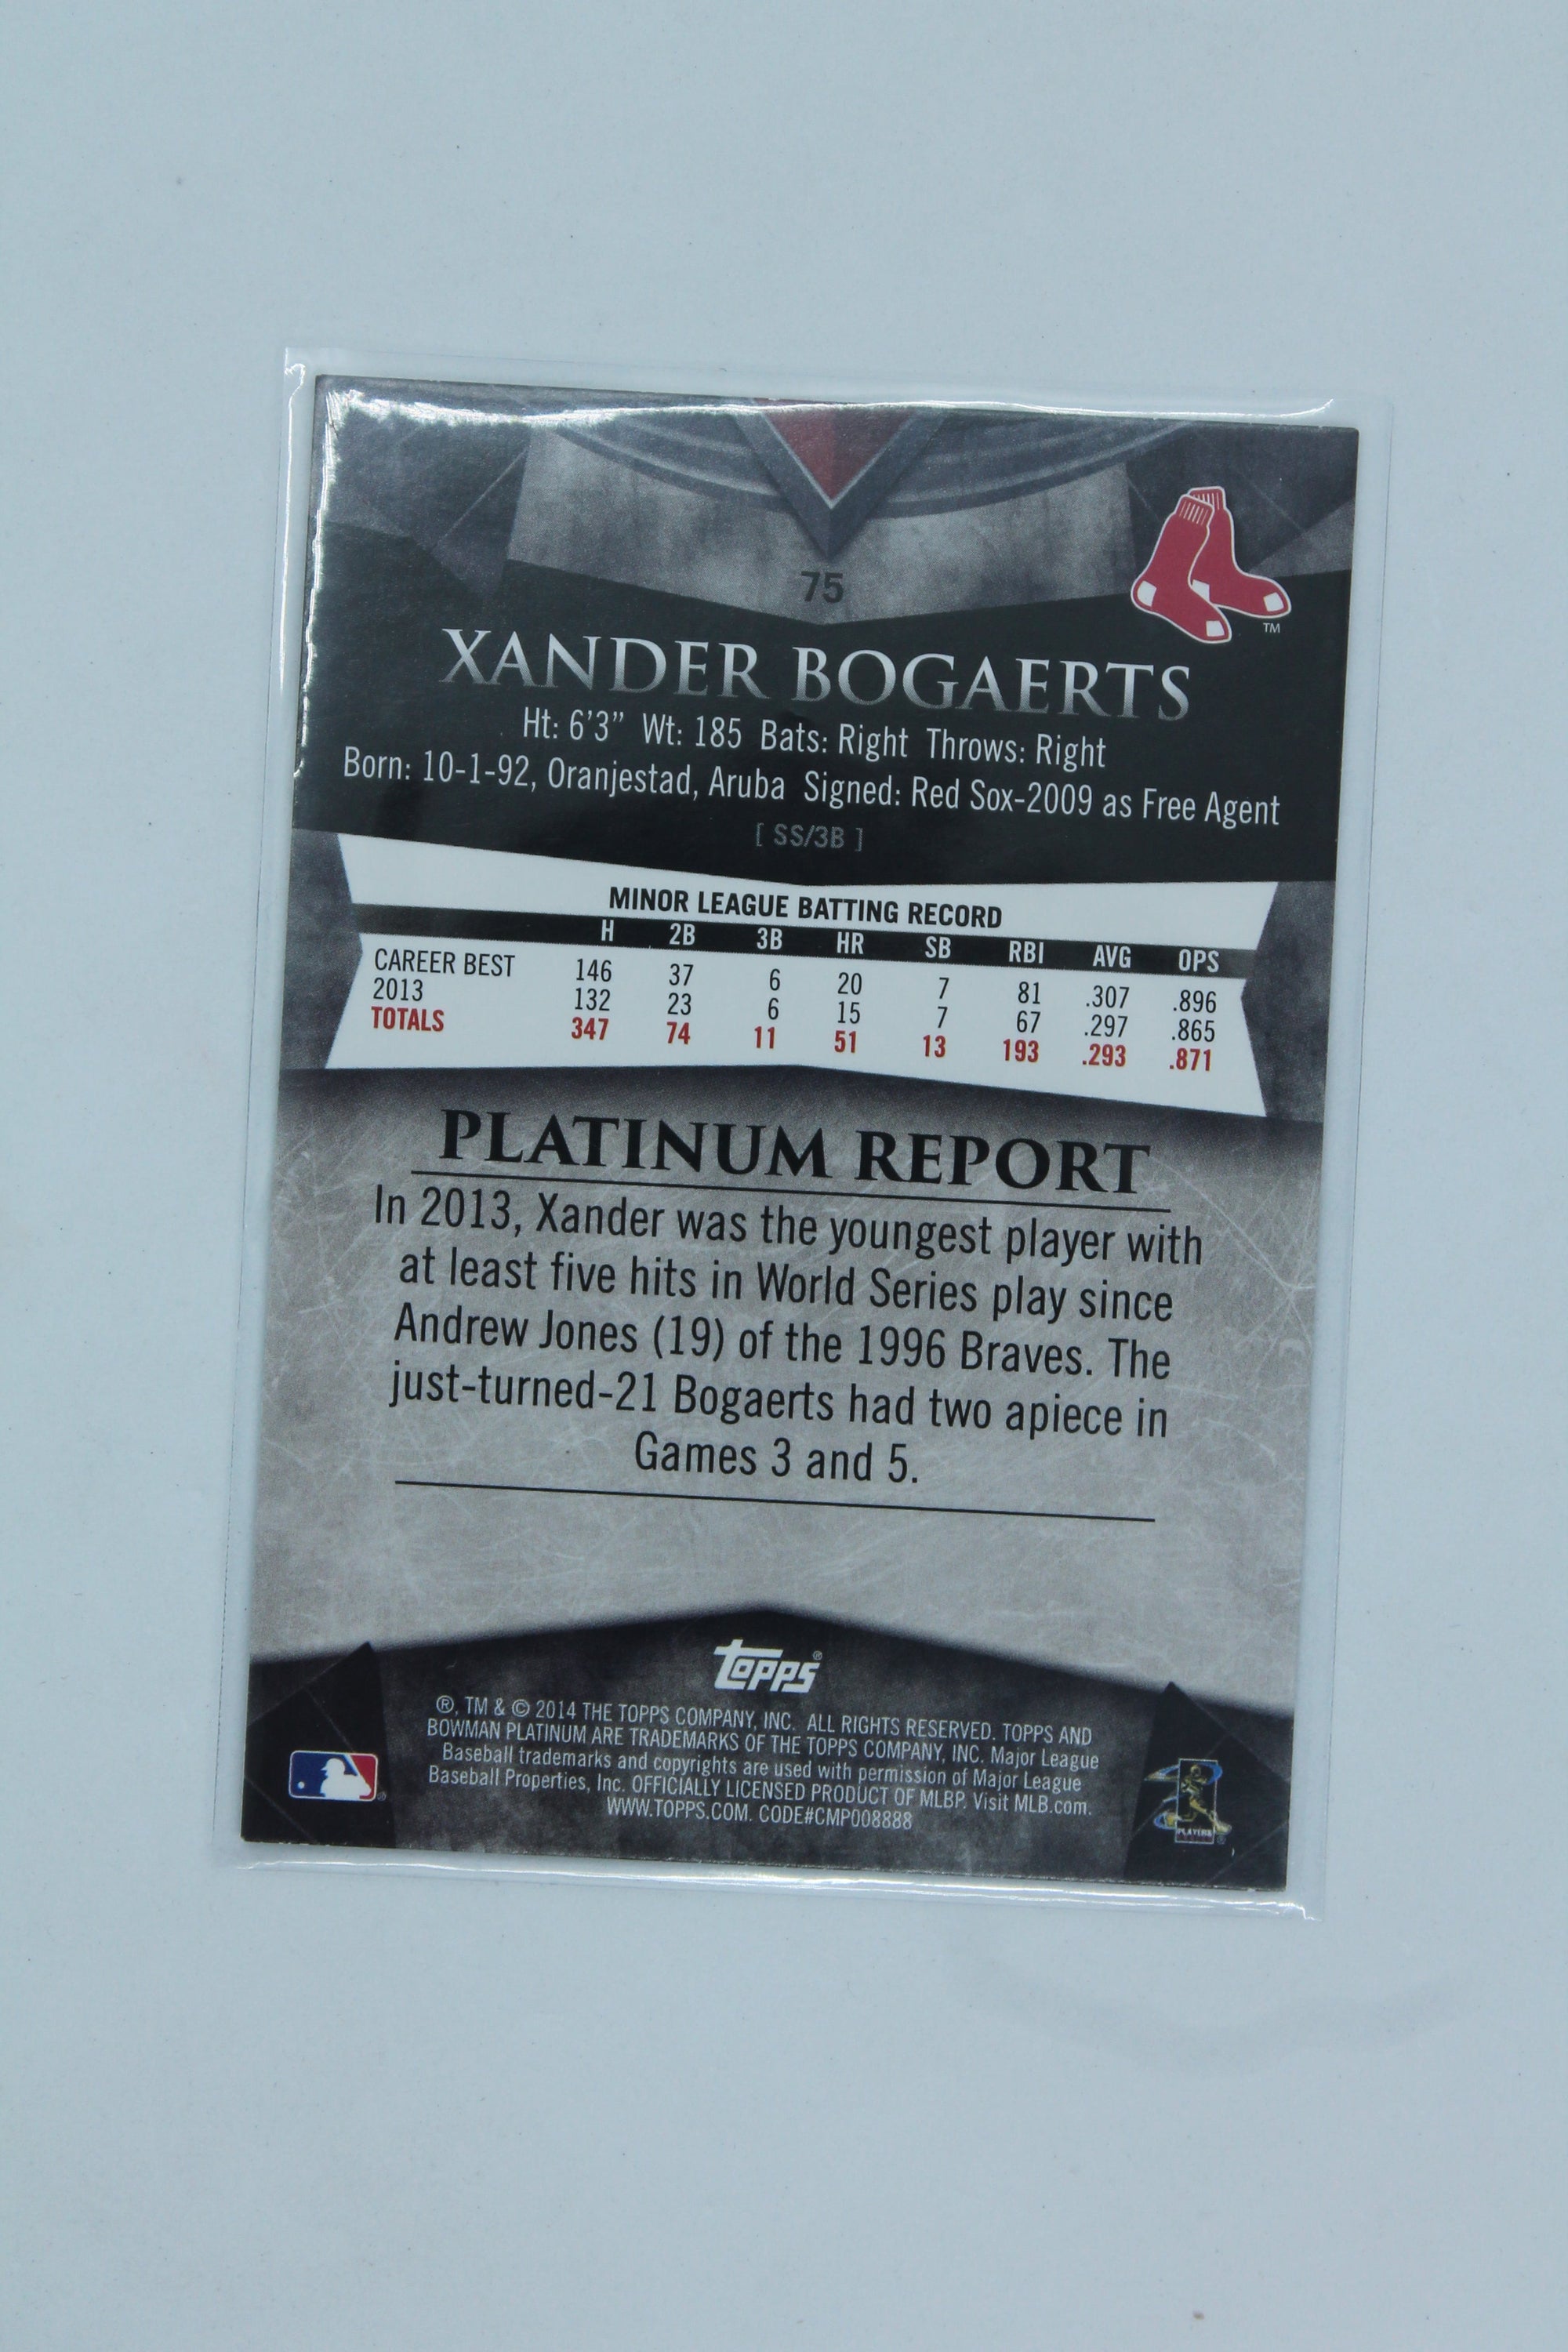 75
TM
XANDER BOGAERTS
Ht: 6'3" Wt: 185 Bats: Right Throws: Right
Born: 10-1-92, Oranjestad, Aruba Signed: Red Sox-2009 as Free Agent
[ SS/3B ]
MINOR LEAGUE BATTING RECORD
H 2B 3B HR SB RBI AVG OPS
CAREER BEST 146 37 6 20 7 81 .307 .896
2013 132 23 6 15 7 67 .297 .865
TOTALS 347 74 11 51 13 193 .293 .871
PLATINUM REPORT
In 2013, Xander was the youngest player with
at least five hits in World Series play since
Andrew Jones (19) of the 1996 Braves. The
just-turned-21 Bogaerts had two apiece in
Games 3 and 5.
topps®
®, TM & © 2014 THE TOPPS COMPANY, INC. ALL RIGHTS RESERVED. TOPPS AND
BOWMAN PLATINUM ARE TRADEMARKS OF THE TOPPS COMPANY, INC. Major League
Baseball trademarks and copyrights are used with permission of Major League
Baseball Properties, Inc. OFFICIALLY LICENSED PRODUCT OF MLBP. Visit MLB.com.
WWW.TOPPS.COM. CODE#CMP008888
PLAYERS